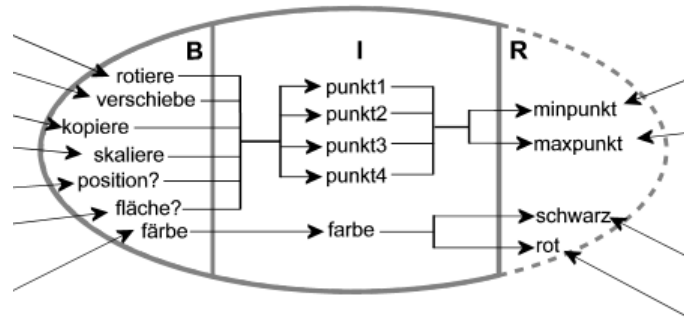 B
I
R
rotiere
verschiebe
kopiere
skaliere
position?
fläche?
färbe
punkt1
punkt2
punkt3
punkt4
farbe
minpunkt
maxpunkt
schwarz
rot